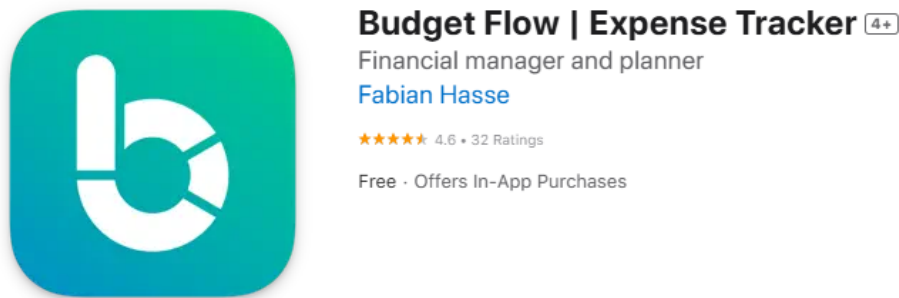 Budget Flow | Expense Tracker 4+
Financial manager and planner
Fabian Hasse
4.6 • 32 Ratings
Free · Offers In-App Purchases